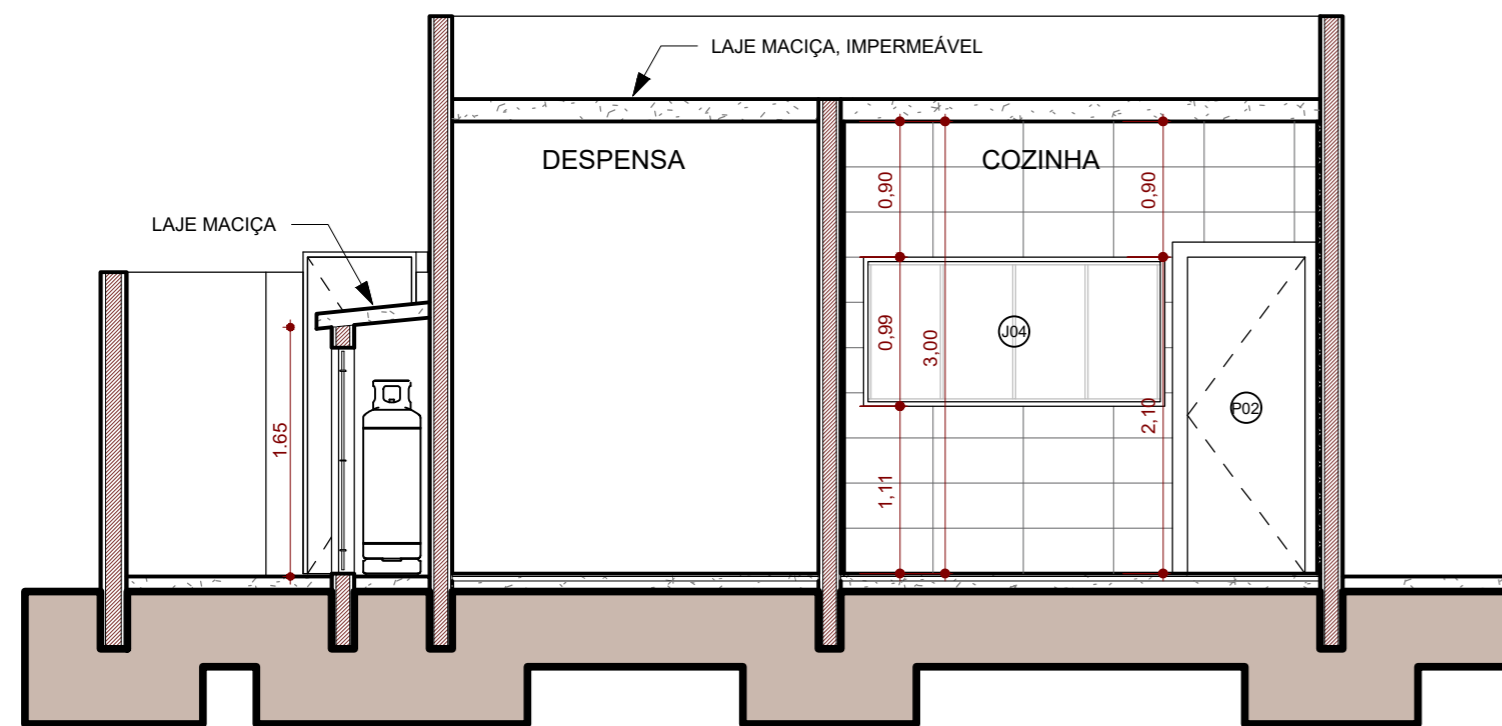 LAJE MACIÇA, IMPERMEÁVEL
DESPENSA
COZINHA
0,90
0,90
LAJE MACIÇA
0,99
3,00
J04
2,10
P02
1.65
1,11